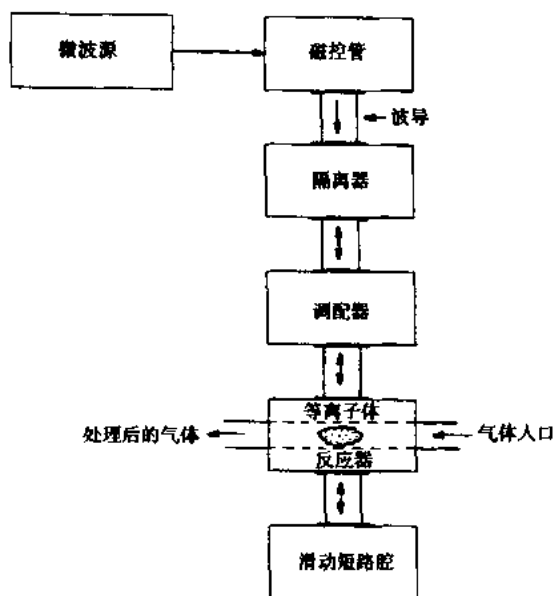 微波源
磁控管
波导
隔离器
调配器
等离子体
处理后的气体
气体人口
反应器
滑动短路腔